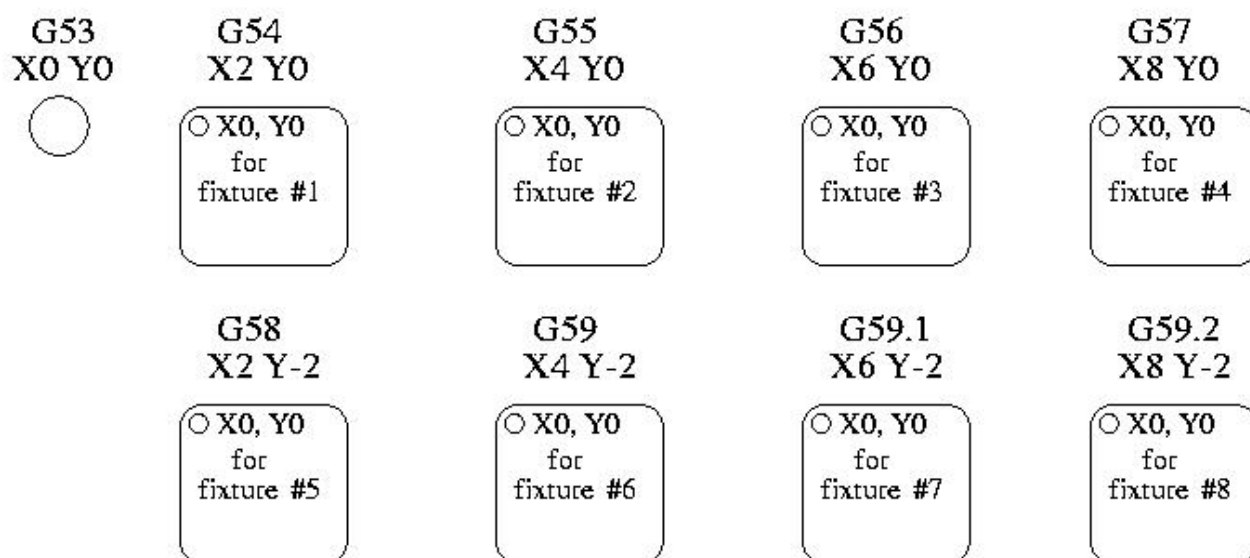 G53
X0 Y0
G54
X2 Y0
X0, Y0
for
fixture #1
G55
X4 Y0
X0, Y0
for
fixture #2
G56
X6 Y0
X0, Y0
for
fixture #3
G57
X8 Y0
X0, Y0
for
fixture #4
G58
X2 Y-2
X0, Y0
for
fixture #5
G59
X4 Y-2
X0, Y0
for
fixture #6
G59.1
X6 Y-2
X0, Y0
for
fixture #7
G59.2
X8 Y-2
X0, Y0
for
fixture #8